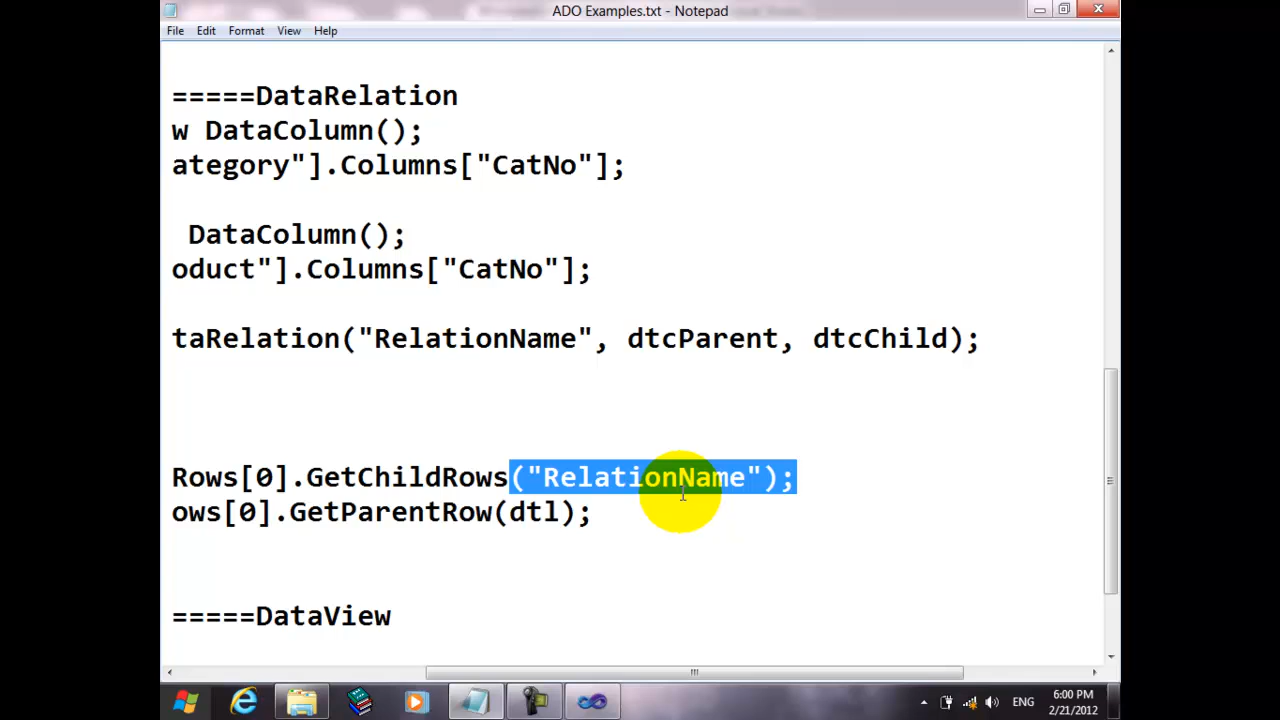 ADO Examples.txt - Notepad
File Edit Format View Help
=====DataRelation
w DataColumn();
ategory"].Columns["CatNo"];
DataColumn();
oduct"].Columns["CatNo"];
taRelation("RelationName", dtcParent, dtcChild);
Rows[0].GetChildRows("RelationName");
ows[0].GetParentRow(dtl);
=====DataView
ENG
6:00 PM
2/21/2012